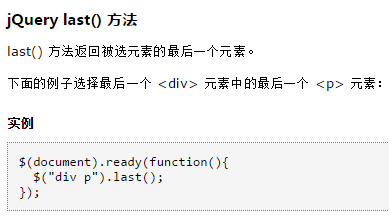 jQuery last() 方法
last() 方法返回被选元素的最后一个元素。
下面的例子选择最后一个 <div> 元素中的最后一个 <p> 元素：
实例
$(document).ready(function(){
  $("div p").last();
});